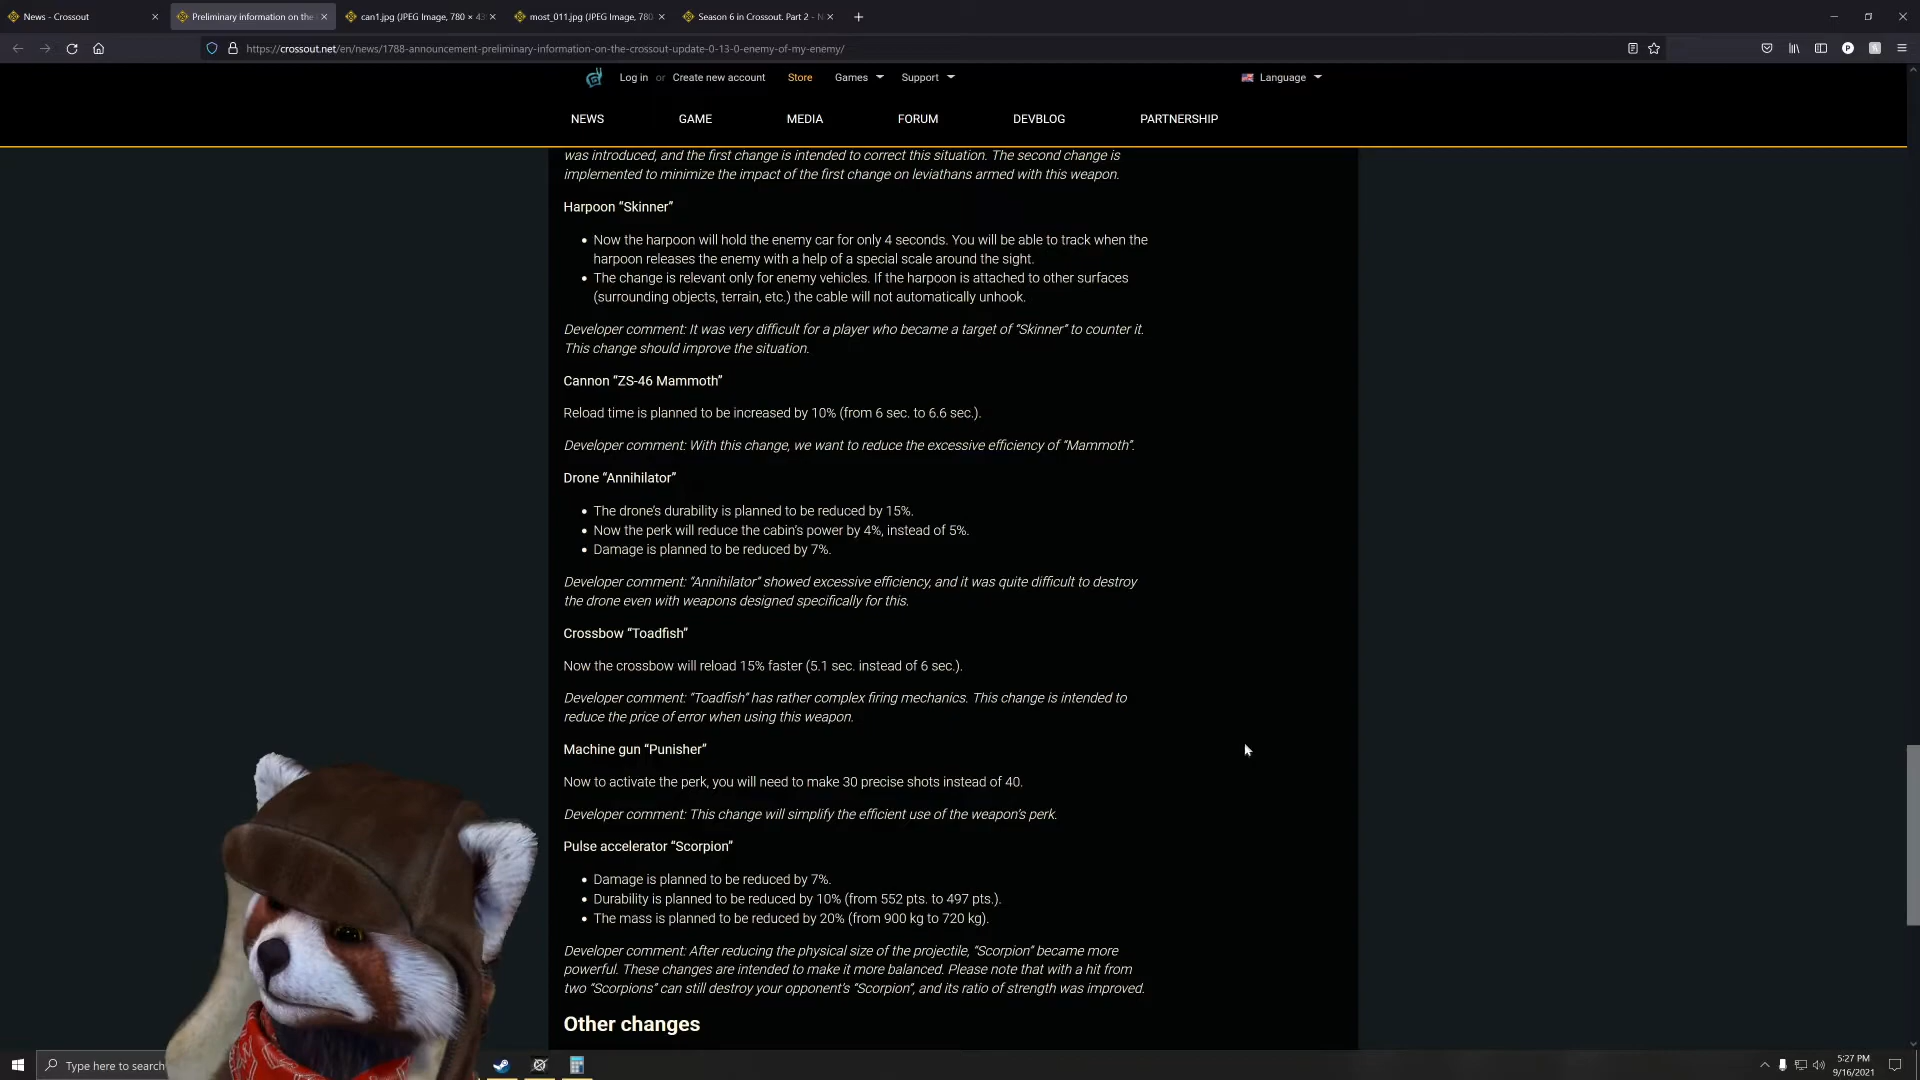 News - Crossout
Preliminary information on the
can1.jpg (JPEG Image, 780 × 43
most_011.jpg (JPEG Image, 780
Season 6 in Crossout. Part 2 - N
https://crossout.net/en/news/1788-announcement-preliminary-information-on-the-crossout-update-0-13-0-enemy-of-my-enemy/
Log in or Create new account Store Games Support Language
NEWS GAME MEDIA FORUM DEVBLOG PARTNERSHIP
was introduced, and the first change is intended to correct this situation. The second change is
implemented to minimize the impact of the first change on leviathans armed with this weapon.
Harpoon “Skinner”
Now the harpoon will hold the enemy car for only 4 seconds. You will be able to track when the
harpoon releases the enemy with a help of a special scale around the sight.
The change is relevant only for enemy vehicles. If the harpoon is attached to other surfaces
(surrounding objects, terrain, etc.) the cable will not automatically unhook.
Developer comment: It was very difficult for a player who became a target of “Skinner” to counter it.
This change should improve the situation.
Cannon “ZS-46 Mammoth”
Reload time is planned to be increased by 10% (from 6 sec. to 6.6 sec.).
Developer comment: With this change, we want to reduce the excessive efficiency of “Mammoth”.
Drone “Annihilator”
The drone’s durability is planned to be reduced by 15%.
Now the perk will reduce the cabin’s power by 4%, instead of 5%.
Damage is planned to be reduced by 7%.
Developer comment: “Annihilator” showed excessive efficiency, and it was quite difficult to destroy
the drone even with weapons designed specifically for this.
Crossbow “Toadfish”
Now the crossbow will reload 15% faster (5.1 sec. instead of 6 sec.).
Developer comment: “Toadfish” has rather complex firing mechanics. This change is intended to
reduce the price of error when using this weapon.
Machine gun “Punisher”
Now to activate the perk, you will need to make 30 precise shots instead of 40.
Developer comment: This change will simplify the efficient use of the weapon’s perk.
Pulse accelerator “Scorpion”
Damage is planned to be reduced by 7%.
Durability is planned to be reduced by 10% (from 552 pts. to 497 pts.).
The mass is planned to be reduced by 20% (from 900 kg to 720 kg).
Developer comment: After reducing the physical size of the projectile, “Scorpion” became more
powerful. These changes are intended to make it more balanced. Please note that with a hit from
two “Scorpions” can still destroy your opponent’s “Scorpion”, and its ratio of strength was improved.
Other changes
Type here to search
5:27 PM
9/16/2021